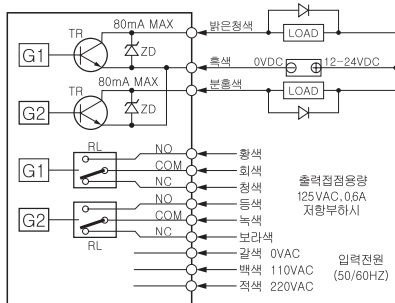 80mA MAX
TR
밝은청색
LOAD
G1
ZD
흑색
0VDC
12-24VDC
80mA MAX
분홍색
TR
LOAD
G2
ZD
NO
황색
COM
회색
G1
NC
청색
RL
NO
등색
COM
녹색
G2
NC
보라색
RL
출력접점용량
125VAC, 0.6A
저항부하시
갈색 0VAC
백색 110VAC
적색 220VAC
입력전원
(50/60HZ)